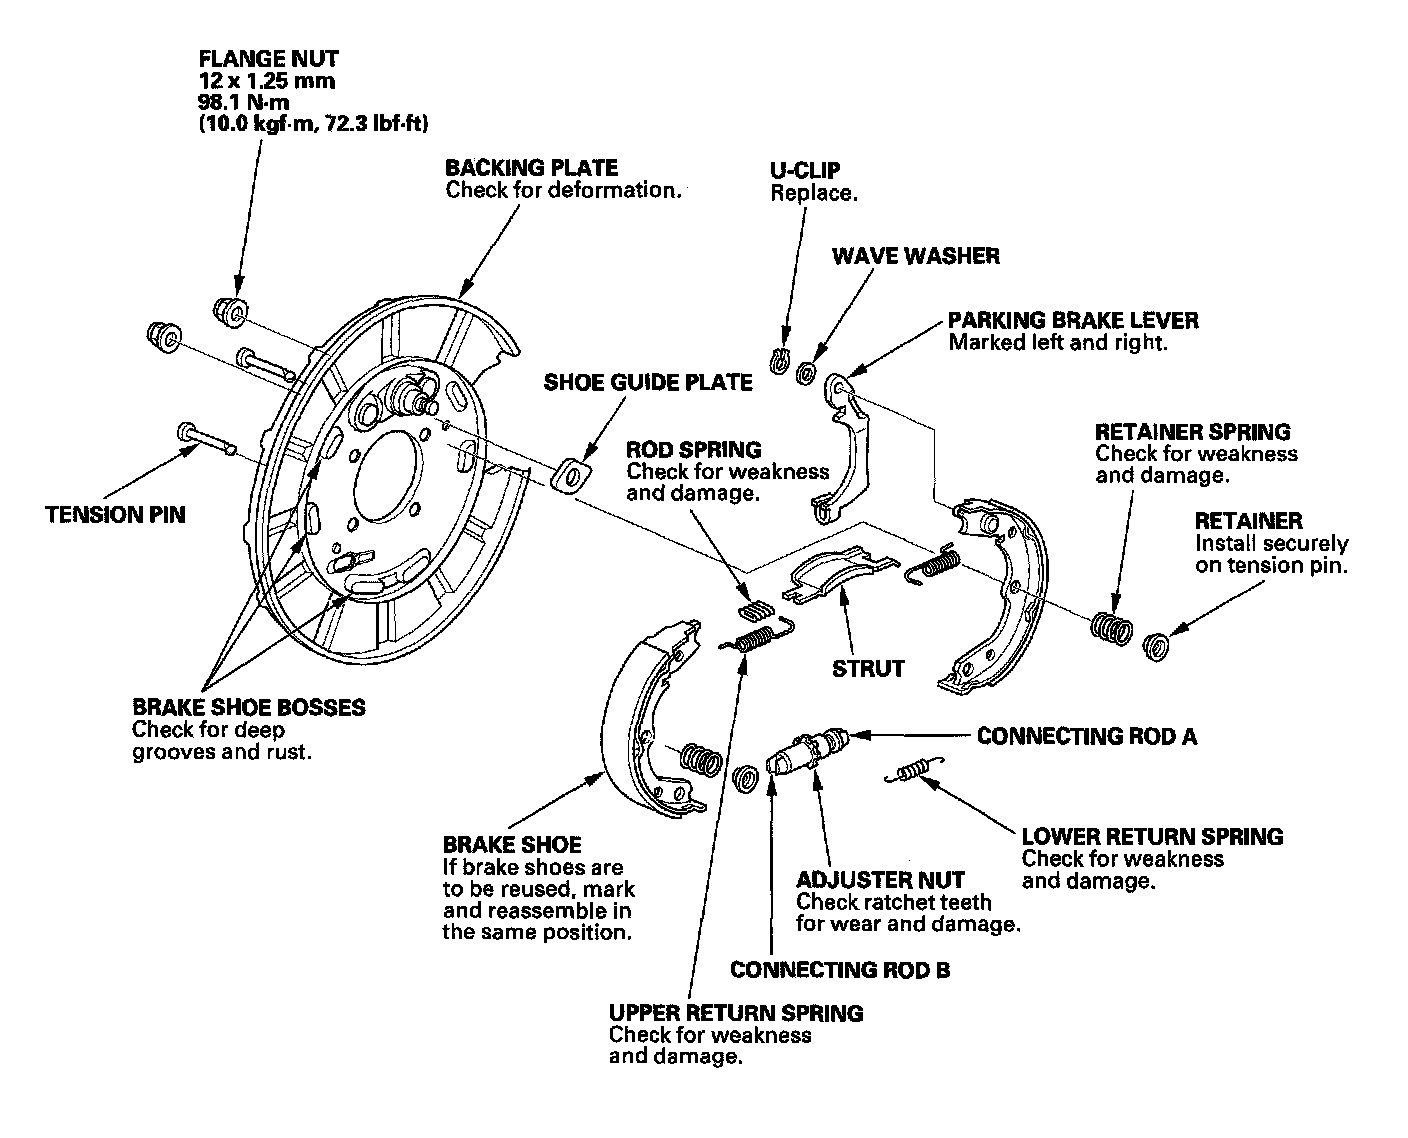 FLANGE NUT
12 x 1.25 mm
98.1 N·m
(10.0 kgf·m, 72.3 lbf·ft)
BACKING PLATE
Check for deformation.
U-CLIP
Replace.
WAVE WASHER
PARKING BRAKE LEVER
Marked left and right.
SHOE GUIDE PLATE
ROD SPRING
Check for weakness
and damage.
RETAINER SPRING
Check for weakness
and damage.
RETAINER
Install securely
on tension pin.
TENSION PIN
STRUT
BRAKE SHOE BOSSES
Check for deep
grooves and rust.
CONNECTING ROD A
BRAKE SHOE
If brake shoes are
to be reused, mark
and reassemble in
the same position.
LOWER RETURN SPRING
Check for weakness
and damage.
ADJUSTER NUT
Check ratchet teeth
for wear and damage.
CONNECTING ROD B
UPPER RETURN SPRING
Check for weakness
and damage.